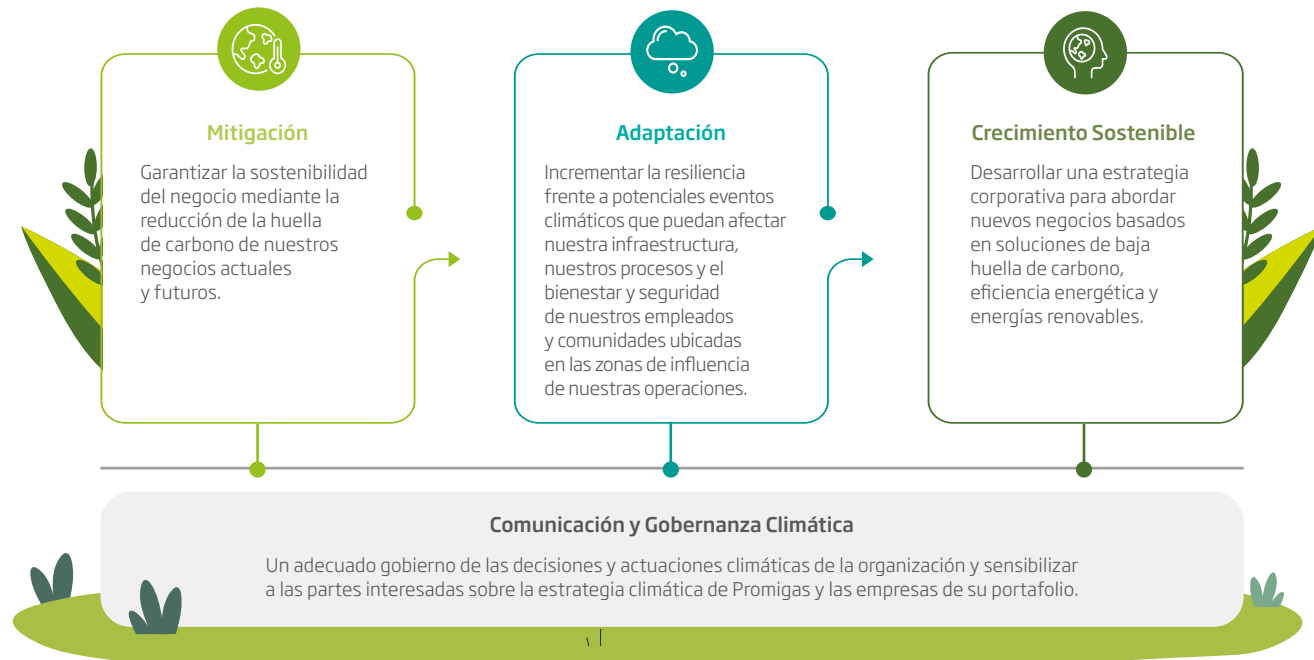 Mitigación
Garantizar la sostenibilidad
del negocio mediante la
reducción de la huella
de carbono de nuestros
negocios actuales
y futuros.
Adaptación
Incrementar la resiliencia
frente a potenciales eventos
climáticos que puedan afectar
nuestra infraestructura,
nuestros procesos y el
bienestar y seguridad
de nuestros empleados
y comunidades ubicadas
en las zonas de influencia
de nuestras operaciones.
Crecimiento Sostenible
Desarrollar una estrategia
corporativa para abordar
nuevos negocios basados
en soluciones de baja
huella de carbono,
eficiencia energética y
energías renovables.
Comunicación y Gobernanza Climática
Un adecuado gobierno de las decisiones y actuaciones climáticas de la organización y sensibilizar
a las partes interesadas sobre la estrategia climática de Promigas y las empresas de su portafolio.